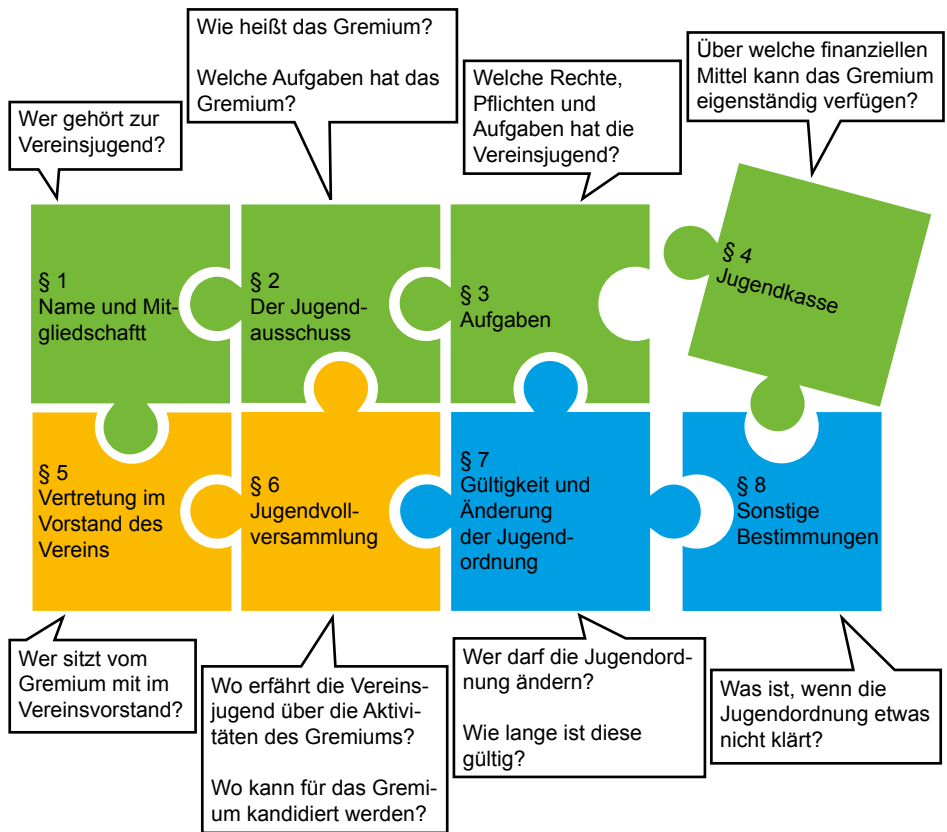 Wer gehört zur
Vereinsjugend?
Wie heißt das Gremium?
Welche Aufgaben hat das
Gremium?
Welche Rechte,
Pflichten und
Aufgaben hat die
Vereinsjugend?
Über welche finanziellen
Mittel kann das Gremium
eigenständig verfügen?
§ 1
Name und Mit-
gliedschaftt
§ 2
Der Jugend-
ausschuss
§ 3
Aufgaben
§ 4
Jugendkasse
§ 5
Vertretung im
Vorstand des
Vereins
§ 6
Jugendvoll-
versammlung
§ 7
Gültigkeit und
Änderung
der Jugend-
ordnung
§ 8
Sonstige
Bestimmungen
Wer sitzt vom
Gremium mit im
Vereinsvorstand?
Wo erfährt die Vereins-
jugend über die Aktivi-
täten des Gremiums?
Wo kann für das Gremi-
um kandidiert werden?
Wer darf die Jugendord-
nung ändern?
Wie lange ist diese
gültig?
Was ist, wenn die
Jugendordnung etwas
nicht klärt?